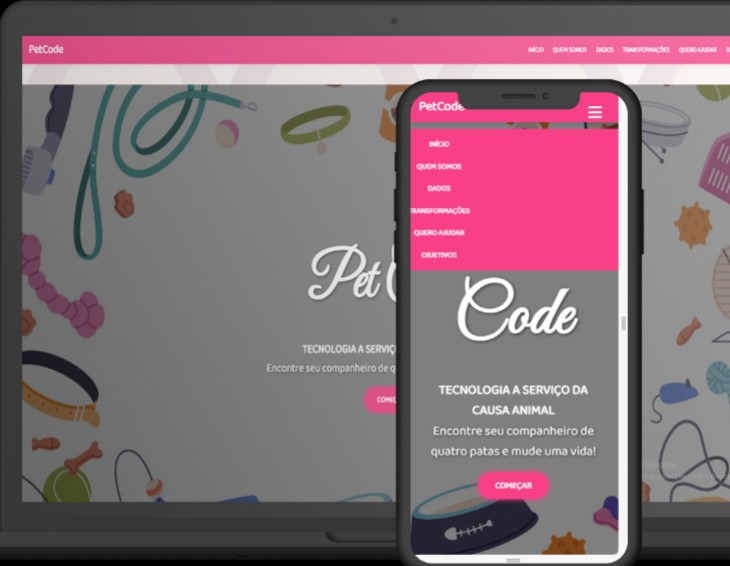 PetCode
INÍCIO QUEM SOMOS DADOS TRANSFORMAÇÕES QUERO AJUDAR
Pet
TECNOLOGIA A SERVIÇ
Encontre seu companheiro de q
COMEÇ
PetCode
INÍCIO
QUEM SOMOS
DADOS
TRANSFORMAÇÕES
QUERO AJUDAR
OBJETIVOS
Code
TECNOLOGIA A SERVIÇO DA
CAUSA ANIMAL
Encontre seu companheiro de
quatro patas e mude uma vida!
COMEÇAR